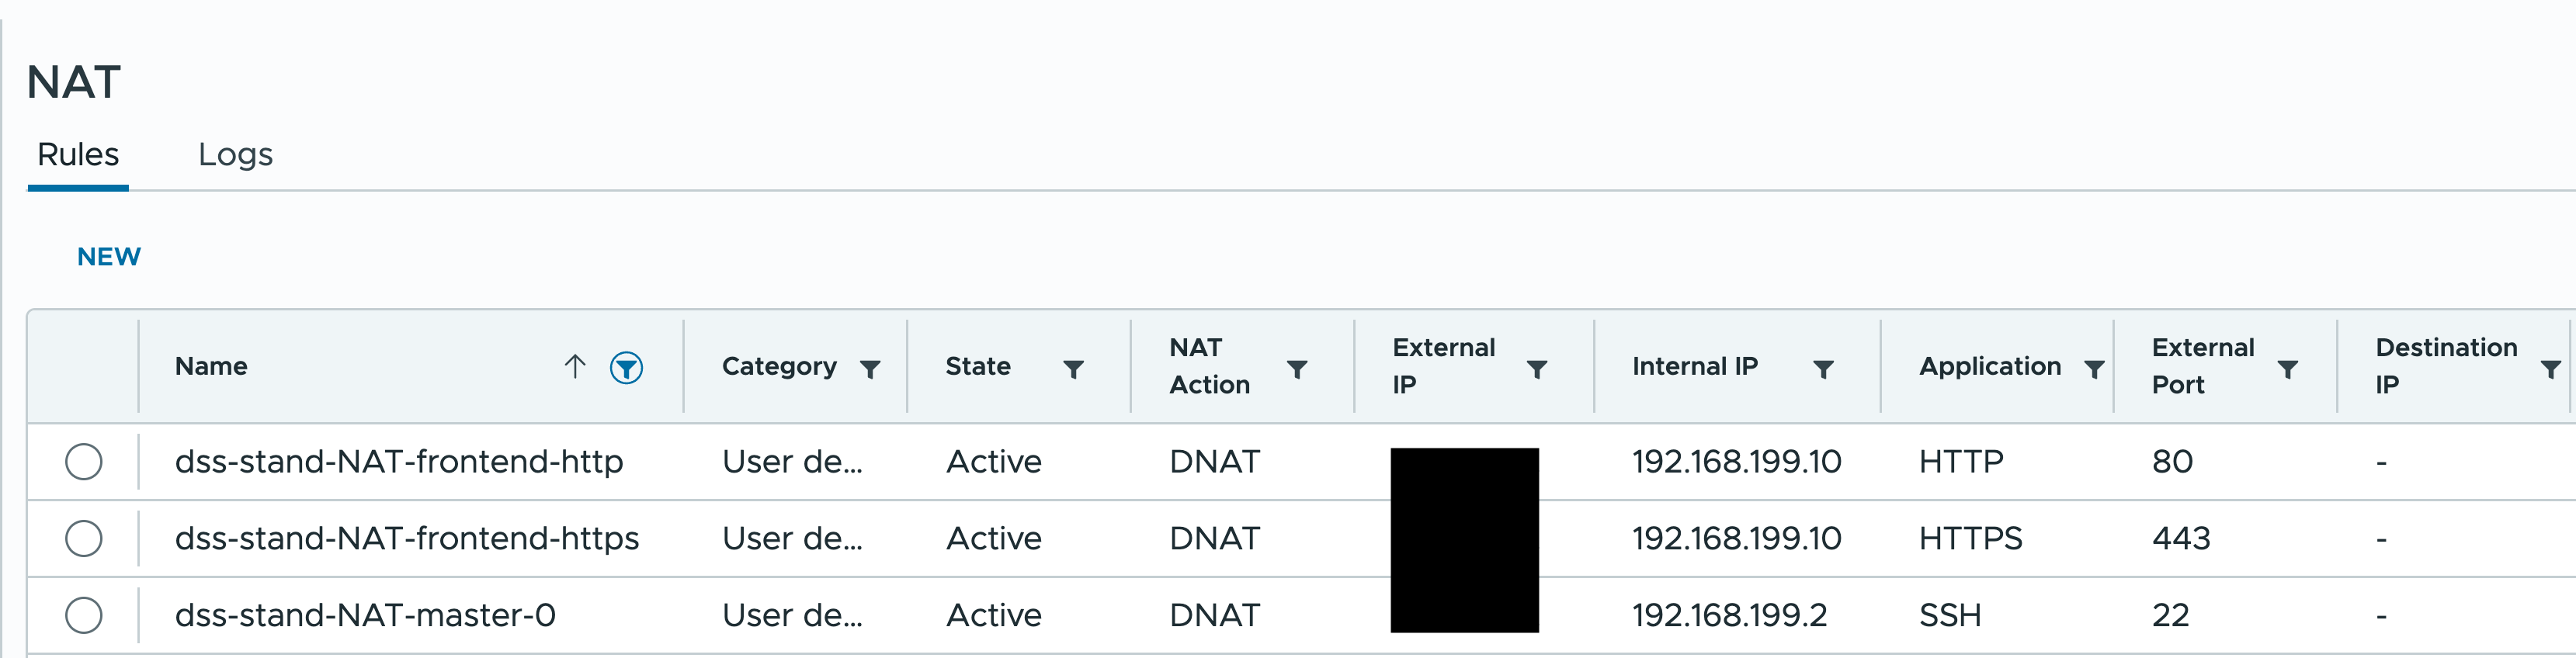 NAT
Rules Logs
NEW
Name Category State NAT Action External IP Internal IP Application External Port Destination IP
dss-stand-NAT-frontend-http User de... Active DNAT 192.168.199.10 HTTP 80 -
dss-stand-NAT-frontend-https User de... Active DNAT 192.168.199.10 HTTPS 443 -
dss-stand-NAT-master-0 User de... Active DNAT 192.168.199.2 SSH 22 -